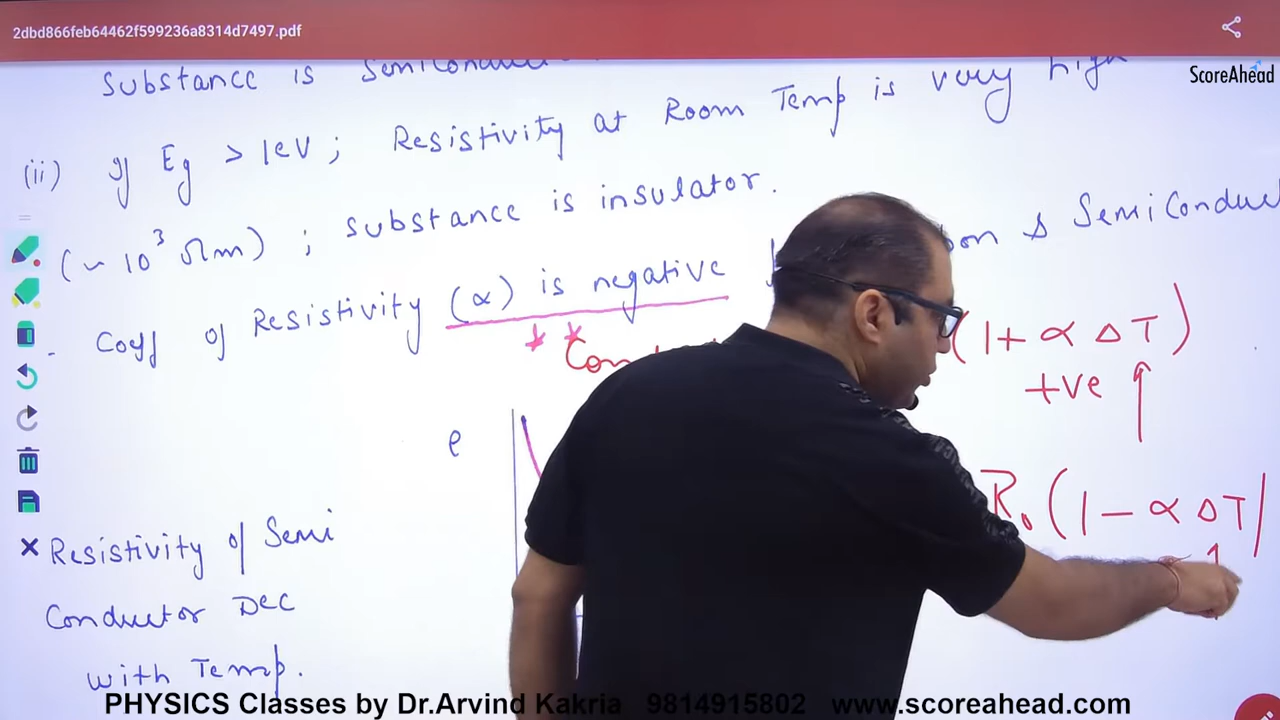 2dbd866feb64462f599236a8314d7497.pdf
ScoreAhead
Substance is
(ii) If Eg > 1eV ; Resistivity at Room Temp is very high
(~ 10³ Ωm) ; Substance is insulator.
- Coeff of Resistivity (α) is negative & SemiConduc
* *
(1+ α ΔT)
+ve ↑
ρ
R₀ (1 - α ΔT)
↑
× Resistivity of Semi
Conductor Dec
with Temp.
PHYSICS Classes by Dr.Arvind Kakria 9814915802 www.scoreahead.com